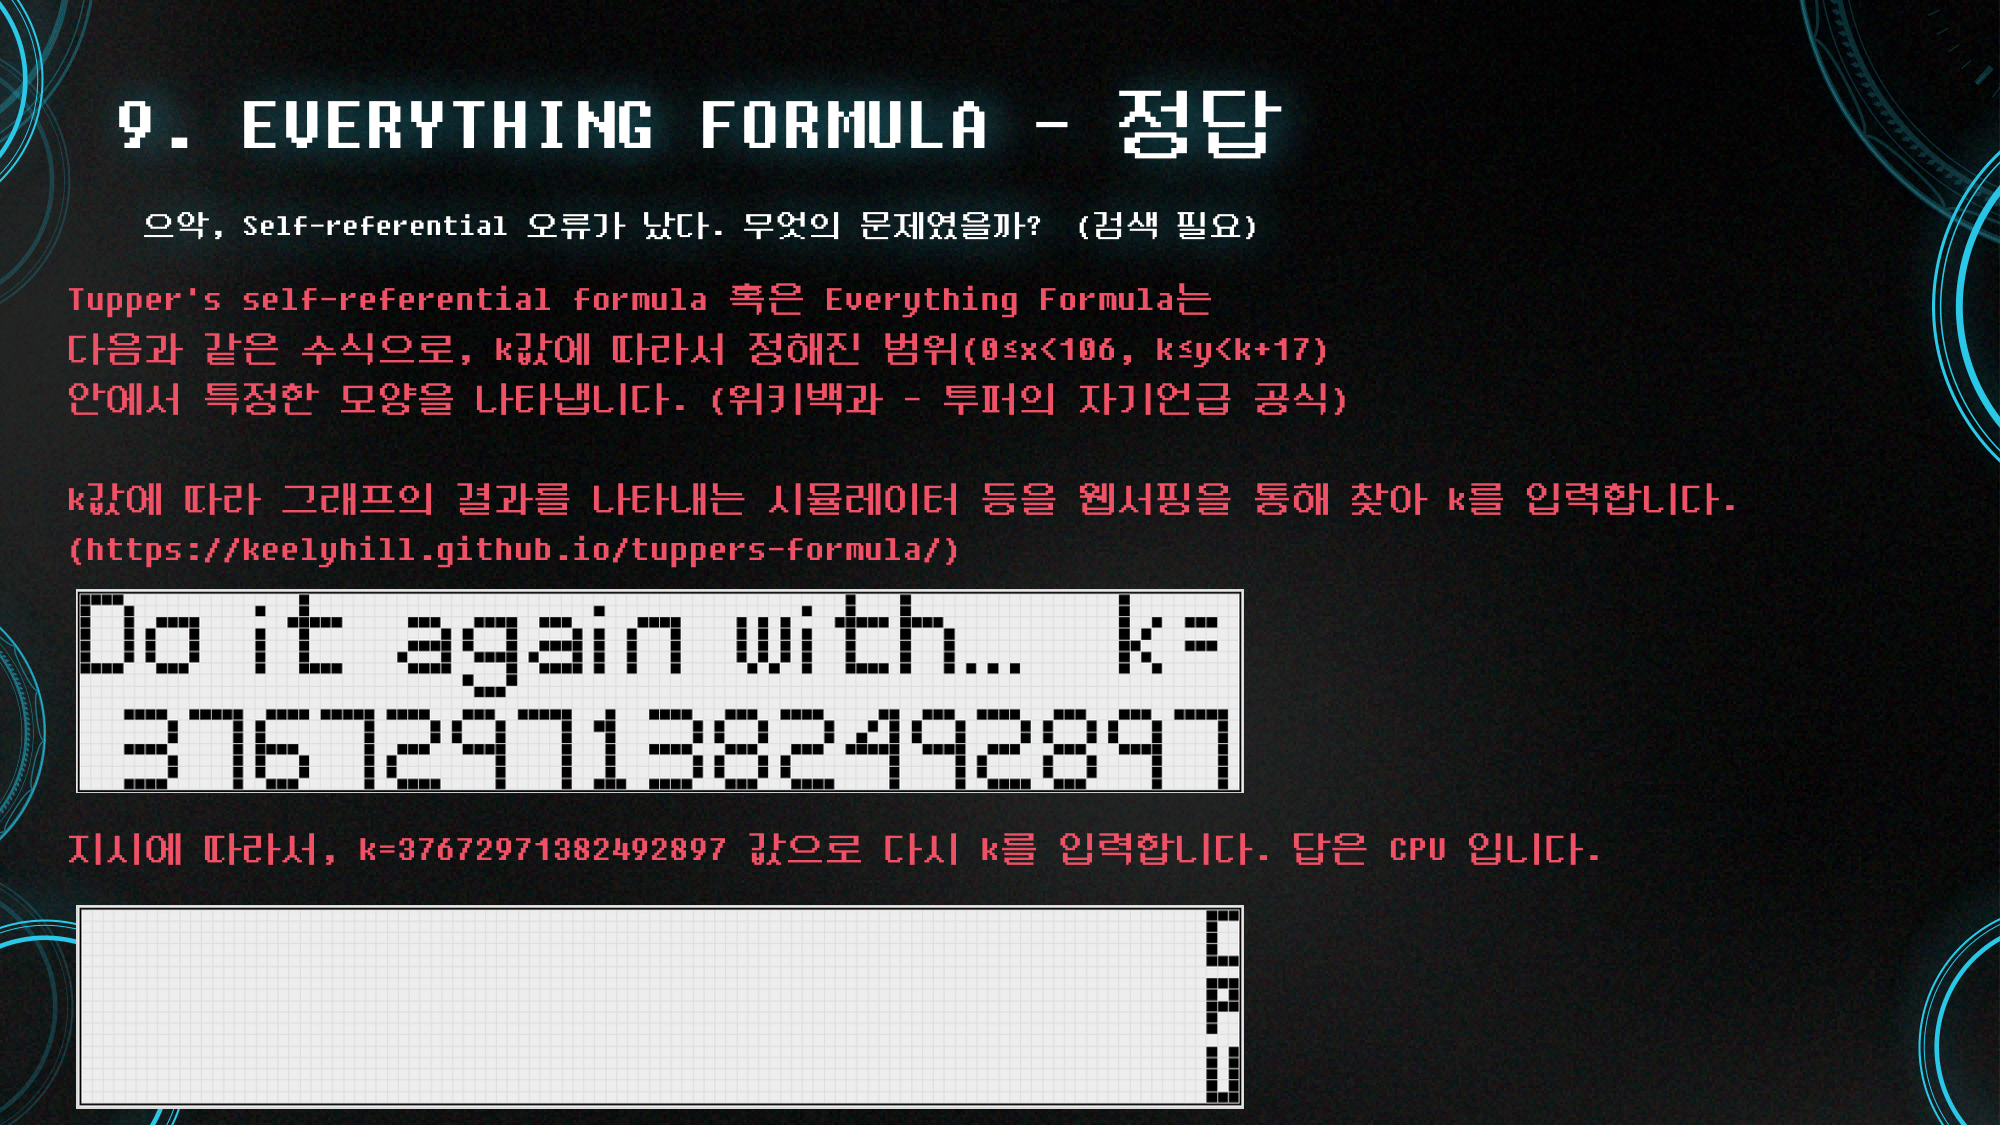 9. EVERYTHING FORMULA - 정답
으악, Self-referential 오류가 났다. 무엇의 문제였을까? (검색 필요)
Tupper's self-referential formula 혹은 Everything Formula는
다음과 같은 수식으로, k값에 따라서 정해진 범위(0≤x<106, k≤y<k+17)
안에서 특정한 모양을 나타냅니다. (위키백과 - 투퍼의 자기언급 공식)
k값에 따라 그래프의 결과를 나타내는 시뮬레이터 등을 웹서핑을 통해 찾아 k를 입력합니다.
(https://keelyhill.github.io/tuppers-formula/)
Do it again with... k=
37672971382492897
지시에 따라서, k=37672971382492897 값으로 다시 k를 입력합니다. 답은 CPU 입니다.
C
P
U